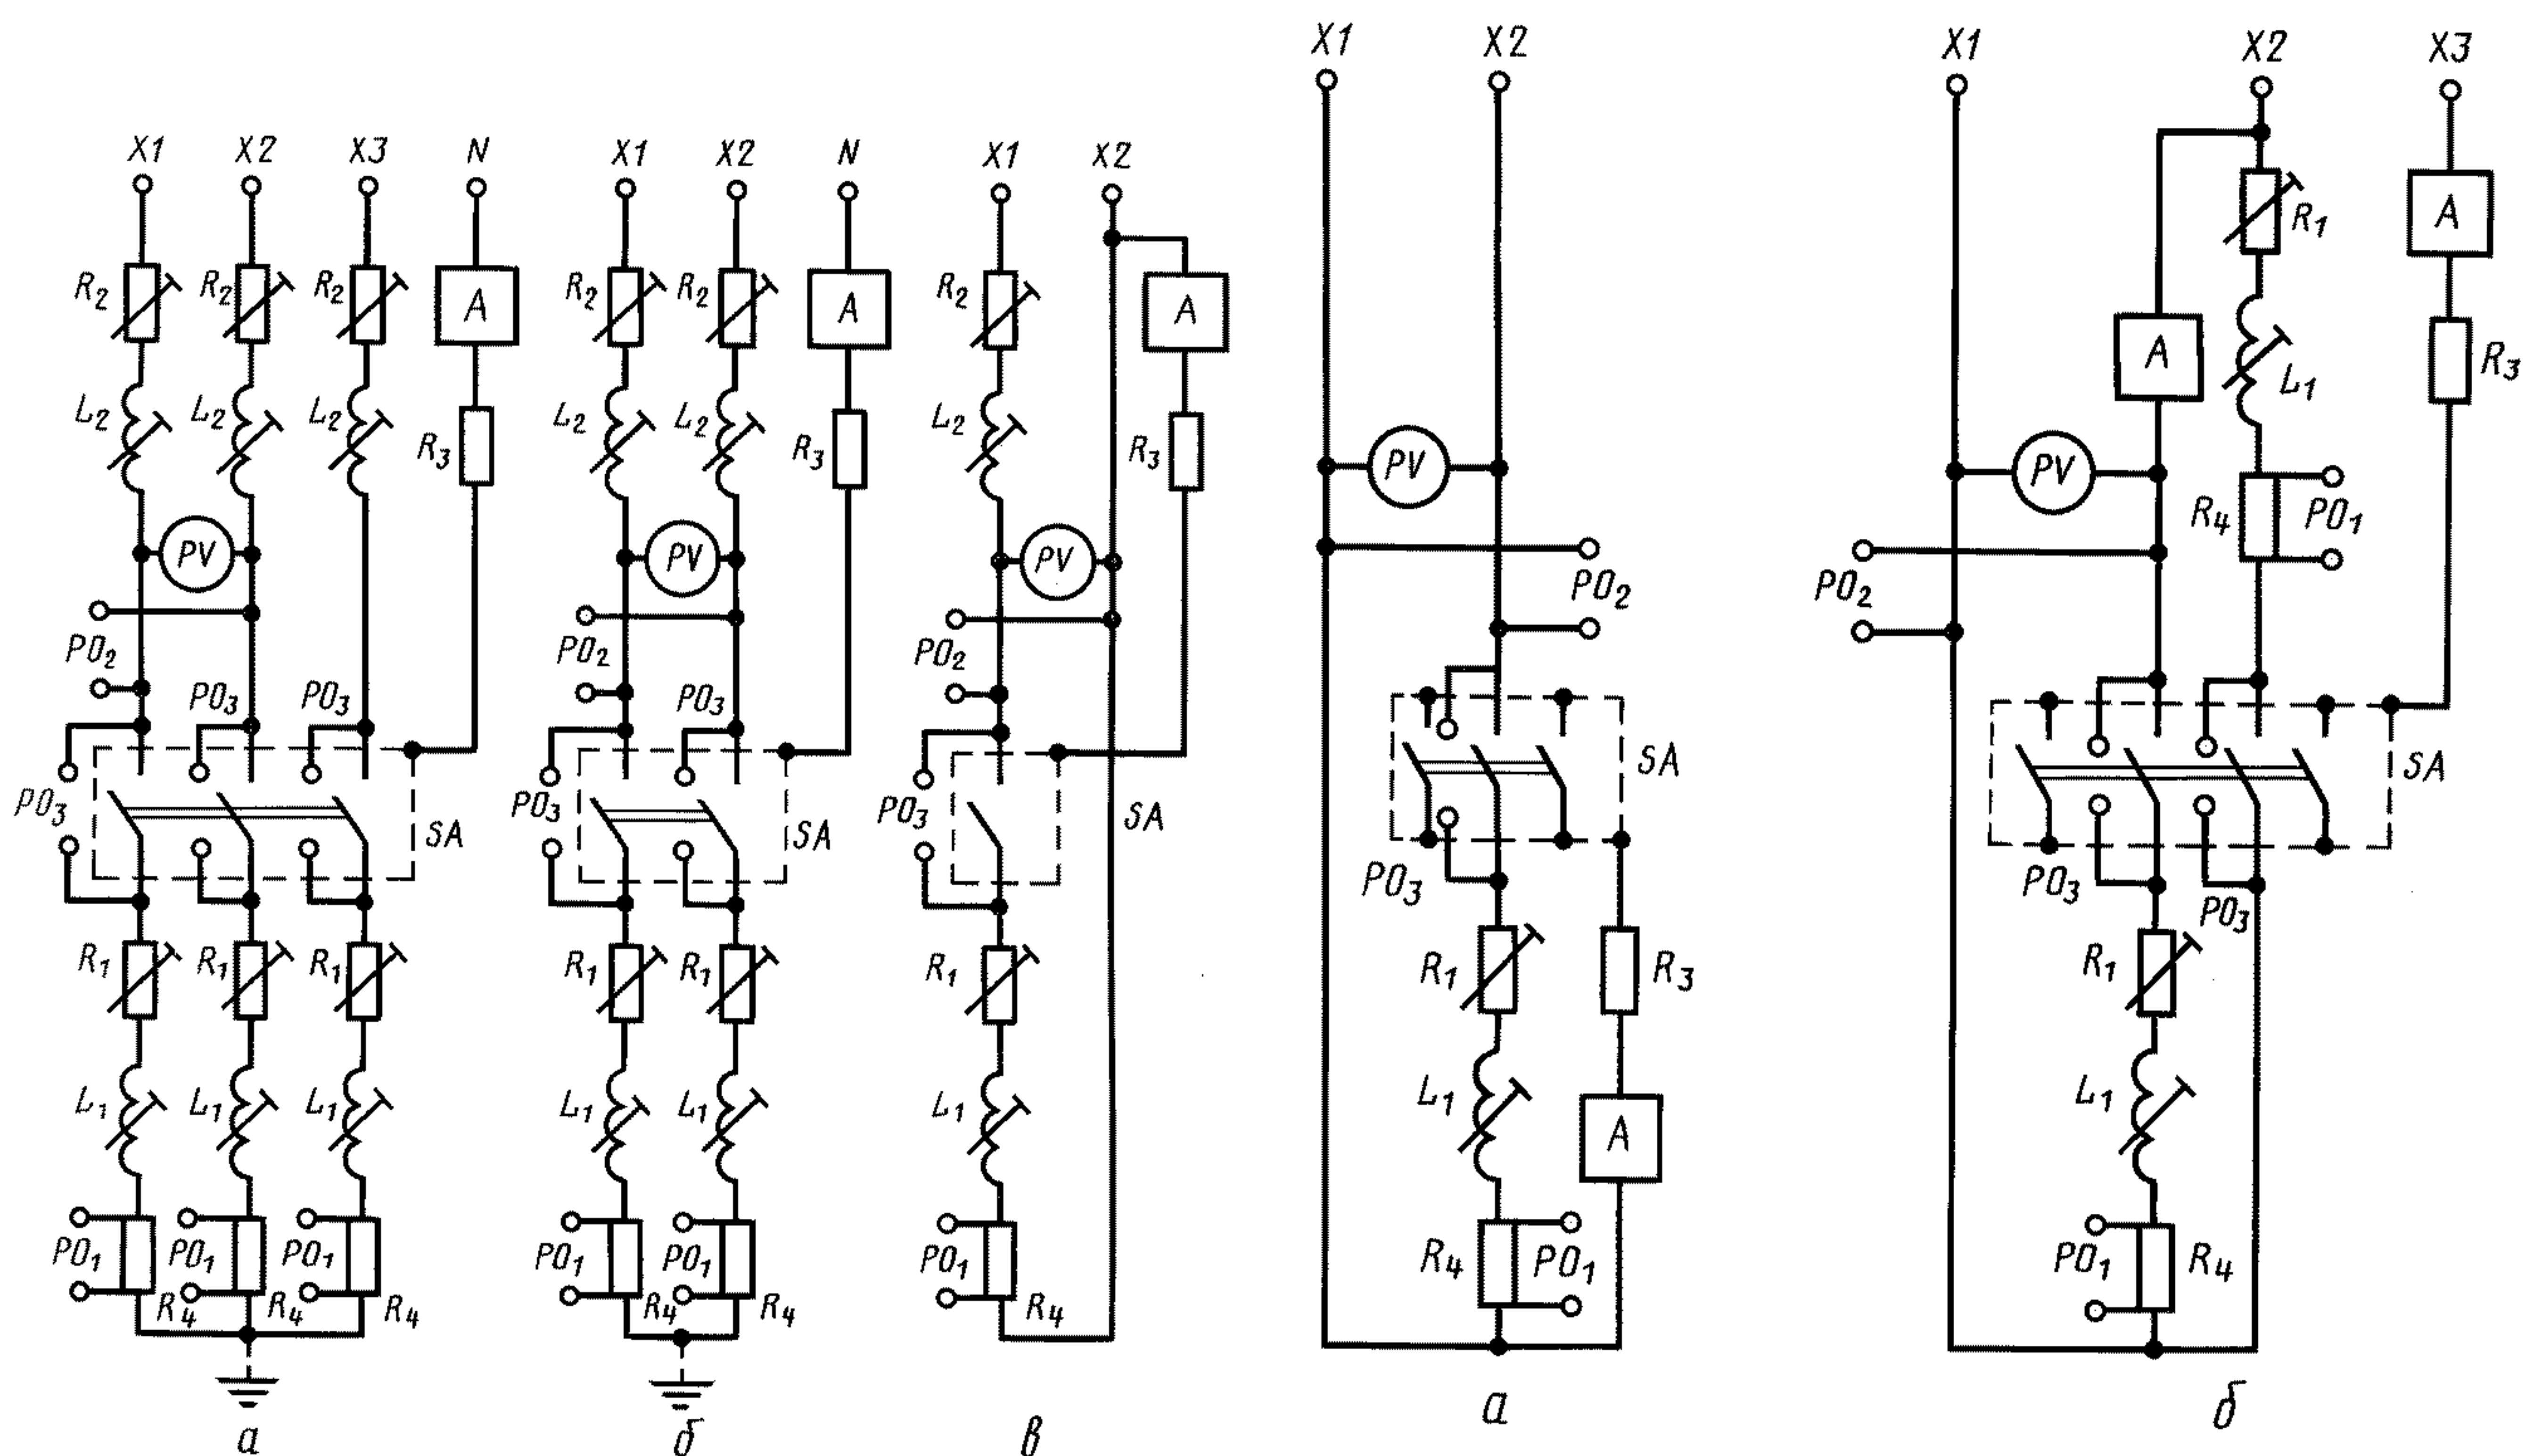 X1 X2 X3 N
R2 R2 R2 A
L2 L2 L2 R3
PV
PO2
PO3 PO3
PO3 SA
R1 R1 R1
L1 L1 L1
PO1 PO1 PO1
R4 R4 R4
а
X1 X2 N
R2 R2 A
L2 L2 R3
PV
PO2
PO3
PO3 SA
R1 R1
L1 L1
PO1 PO1
R4 R4
б
X1 X2
R2 A
L2 R3
PV
PO2
PO3 SA
R1
L1
PO1
R4
в
X1 X2
PV
PO2
SA
PO3
R1 R3
L1
A
R4 PO1
а
X1 X2 X3
R1 A
A L1 R3
PV R4 PO1
PO2
SA
PO3 PO3
R1
L1
PO1 R4
б